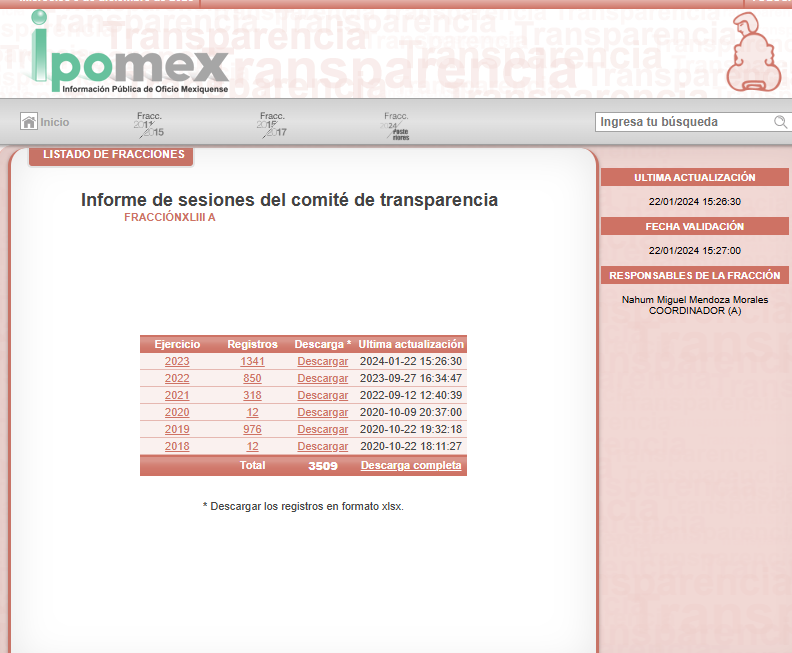 ipomex
Información Pública de Oficio Mexiquense
Inicio
Fracc.
Fracc.
Fracc.
Ingresa tu búsqueda
LISTADO DE FRACCIONES
Informe de sesiones del comité de transparencia
FRACCIÓNXLIII A
Ejercicio Registros Descarga * Ultima actualización
2023 1341 Descargar 2024-01-22 15:26:30
2022 850 Descargar 2023-09-27 16:34:47
2021 318 Descargar 2022-09-12 12:40:39
2020 12 Descargar 2020-10-09 20:37:00
2019 976 Descargar 2020-10-22 19:32:18
2018 12 Descargar 2020-10-22 18:11:27
Total 3509 Descarga completa
* Descargar los registros en formato xlsx.
ULTIMA ACTUALIZACIÓN
22/01/2024 15:26:30
FECHA VALIDACIÓN
22/01/2024 15:27:00
RESPONSABLES DE LA FRACCIÓN
Nahum Miguel Mendoza Morales
COORDINADOR (A)